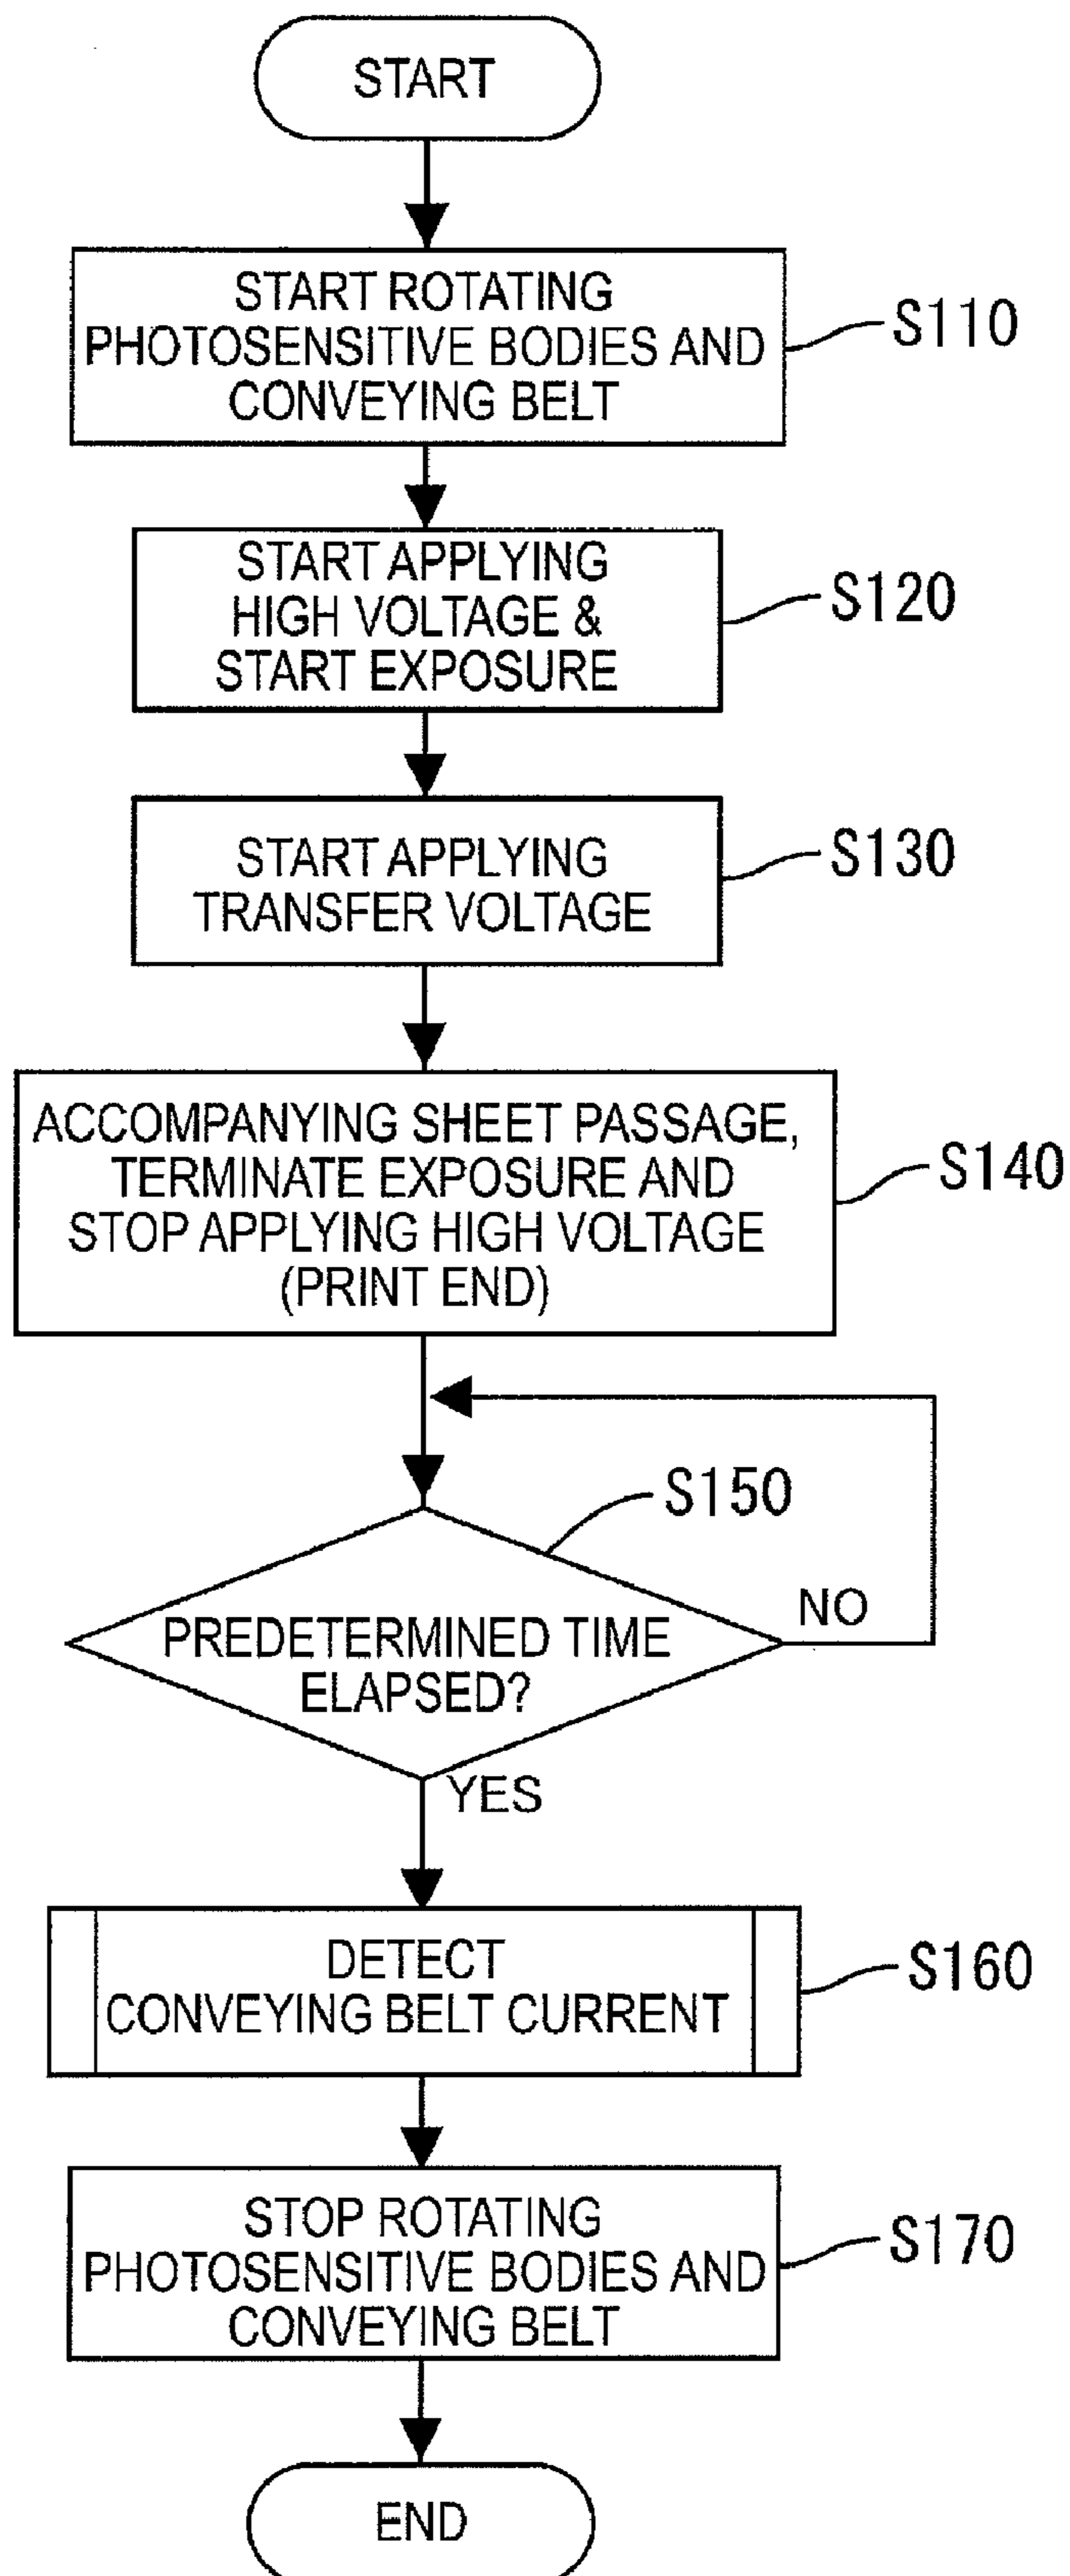 START
START ROTATING
PHOTOSENSITIVE BODIES AND
CONVEYING BELT
S110
START APPLYING
HIGH VOLTAGE &
START EXPOSURE
S120
START APPLYING
TRANSFER VOLTAGE
S130
ACCOMPANYING SHEET PASSAGE,
TERMINATE EXPOSURE AND
STOP APPLYING HIGH VOLTAGE
(PRINT END)
S140
S150
PREDETERMINED TIME
ELAPSED?
NO
YES
DETECT
CONVEYING BELT CURRENT
S160
STOP ROTATING
PHOTOSENSITIVE BODIES AND
CONVEYING BELT
S170
END